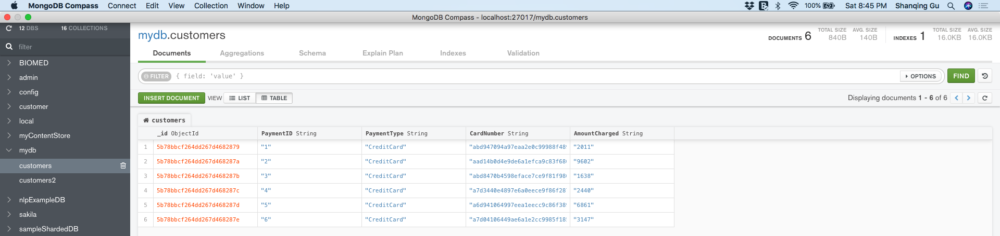 MongoDB Compass Connect Edit View Collection Window Help 100% Sat 8:45 PM Shanqing Gu
MongoDB Compass - localhost:27017/mydb.customers
12 DBS 16 COLLECTIONS
filter
BIOMED
admin
config
customer
local
myContentStore
mydb
customers
customers2
nlpExampleDB
sakila
sampleShardedDB
mydb.customers
DOCUMENTS 6 TOTAL SIZE 840B AVG. SIZE 140B INDEXES 1 TOTAL SIZE 16.0KB AVG. SIZE 16.0KB
Documents Aggregations Schema Explain Plan Indexes Validation
FILTER { field: 'value' } OPTIONS FIND
INSERT DOCUMENT VIEW LIST TABLE Displaying documents 1 - 6 of 6
customers
_id ObjectId PaymentID String PaymentType String CardNumber String AmountCharged String
1 5b78bbcf264dd267d4682879 "1" "CreditCard" "abd947094a97eaa2e0c99988f48 "2011"
2 5b78bbcf264dd267d468287a "2" "CreditCard" "aad14b0d4e9de6a1efca9c83f68 "9602"
3 5b78bbcf264dd267d468287b "3" "CreditCard" "abd8470b4598eface7ce9f81f98 "1638"
4 5b78bbcf264dd267d468287c "4" "CreditCard" "a7d3440e4897e6a0eece9f86f28 "2440"
5 5b78bbcf264dd267d468287d "5" "CreditCard" "a6d941064997eea1eecc9c86f38 "6861"
6 5b78bbcf264dd267d468287e "6" "CreditCard" "a7d04106449ae6a1e2cc9985f18 "3147"